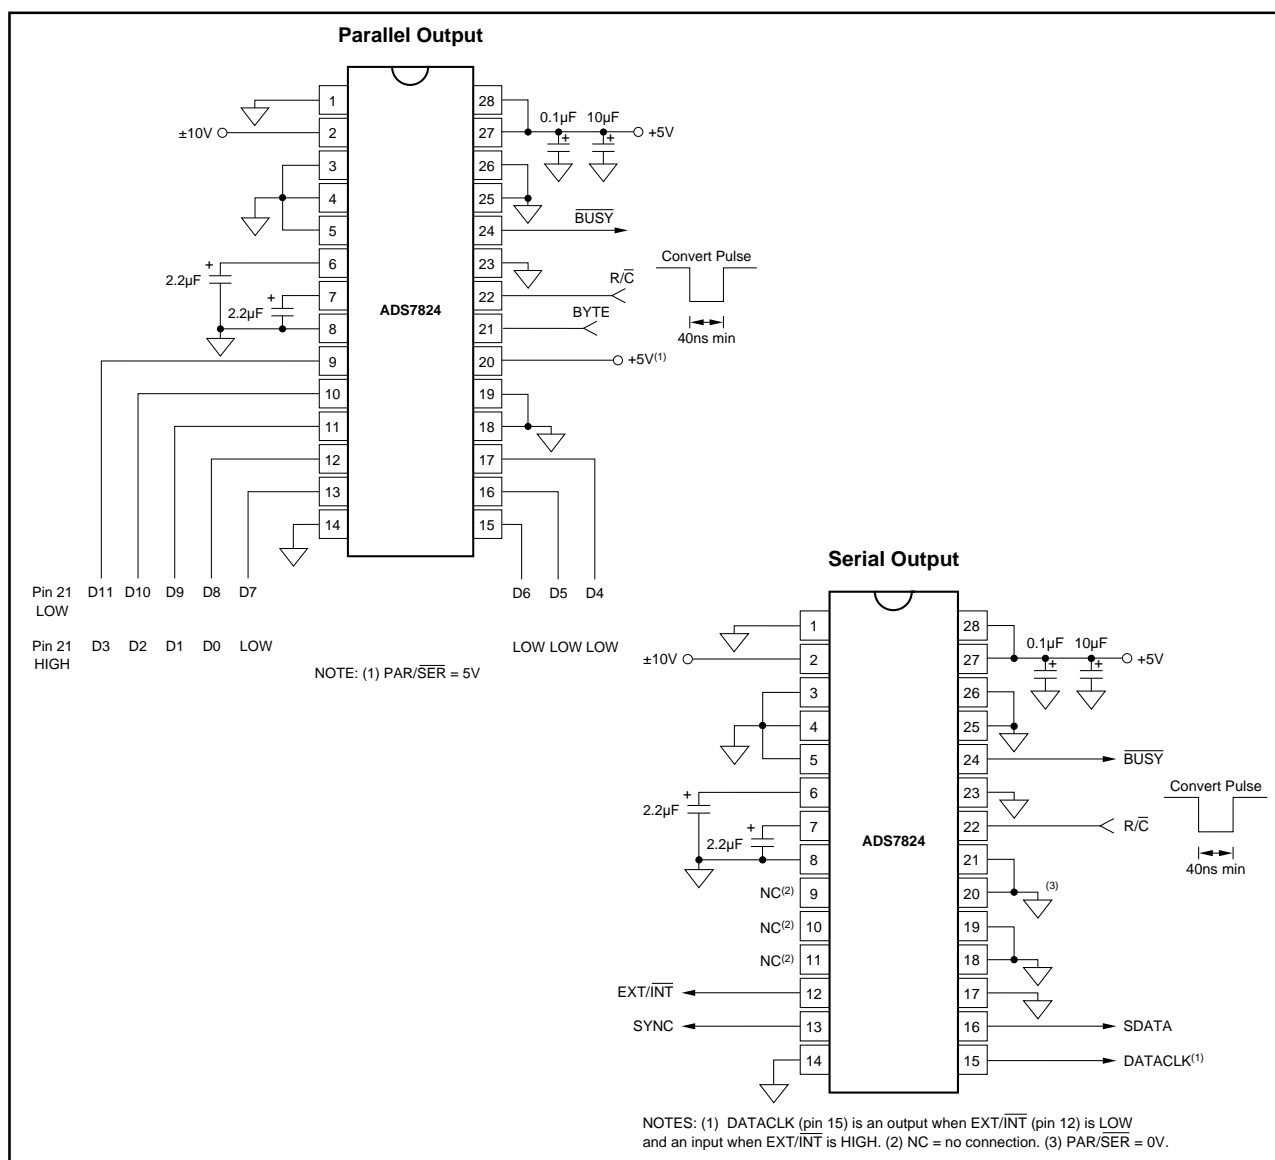 Parallel Output
1 28
0.1µF 10µF
±10V 2 27 +5V
+ +
3 26
4 25
BUSY
5 24
Convert Pulse
+ 6 23
2.2µF
R/C
+ 7 22
2.2µF ADS7824
BYTE
8 21
40ns min
9 20 +5V(1)
10 19
11 18
12 17
13 16
14 15
Pin 21 D11 D10 D9 D8 D7 D6 D5 D4
LOW
Pin 21 D3 D2 D1 D0 LOW LOW LOW LOW
HIGH
NOTE: (1) PAR/SER = 5V
Serial Output
1 28
0.1µF 10µF
±10V 2 27 +5V
+ +
3 26
4 25
5 24 BUSY
Convert Pulse
+ 6 23
2.2µF
+ 7 22 R/C
2.2µF ADS7824
8 21
40ns min
NC(2) 9 20 (3)
NC(2) 10 19
NC(2) 11 18
EXT/INT 12 17
SYNC 13 16 SDATA
14 15 DATACLK(1)
NOTES: (1) DATACLK (pin 15) is an output when EXT/INT (pin 12) is LOW
and an input when EXT/INT is HIGH. (2) NC = no connection. (3) PAR/SER = 0V.